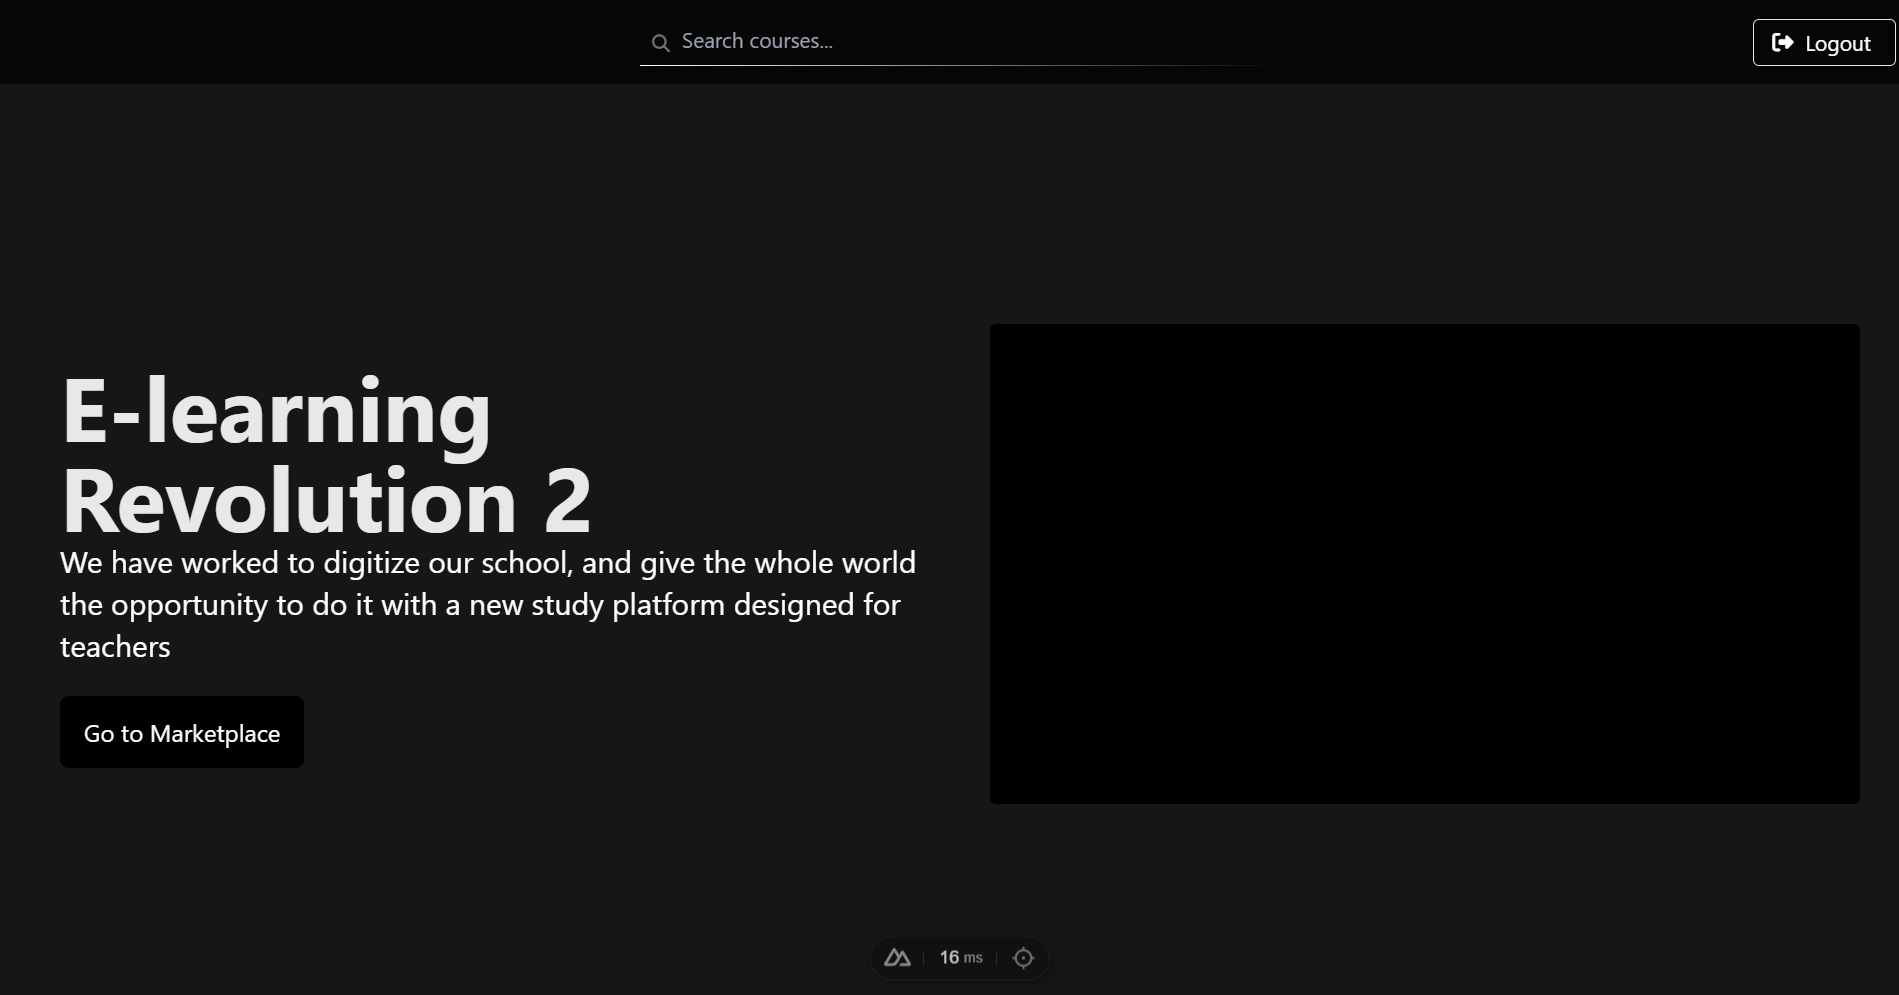 Search courses...
Logout
E-learning
Revolution 2
We have worked to digitize our school, and give the whole world
the opportunity to do it with a new study platform designed for
teachers
Go to Marketplace
16 ms